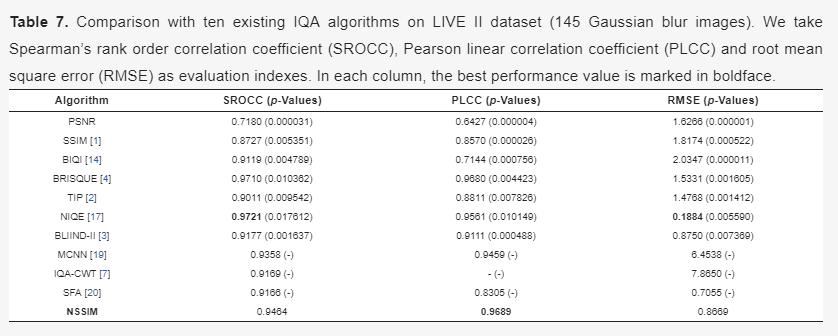 Table 7. Comparison with ten existing IQA algorithms on LIVE II dataset (145 Gaussian blur images). We take
Spearman's rank order correlation coefficient (SROCC), Pearson linear correlation coefficient (PLCC) and root mean
square error (RMSE) as evaluation indexes. In each column, the best performance value is marked in boldface.
Algorithm SROCC (p-Values) PLCC (p-Values) RMSE (p-Values)
PSNR 0.7180 (0.000031) 0.6427 (0.000004) 1.6266 (0.000001)
SSIM [1] 0.8727 (0.005351) 0.8570 (0.000026) 1.8174 (0.000522)
BIQI [14] 0.9119 (0.004789) 0.7144 (0.000756) 2.0347 (0.000011)
BRISQUE [4] 0.9710 (0.010362) 0.9680 (0.004423) 1.5331 (0.001605)
TIP [2] 0.9011 (0.009542) 0.8811 (0.007826) 1.4768 (0.001412)
NIQE [17] 0.9721 (0.017612) 0.9561 (0.010149) 0.1884 (0.005590)
BLIIND-II [3] 0.9177 (0.001637) 0.9111 (0.000488) 0.8750 (0.007369)
MCNN [19] 0.9358 (-) 0.9459 (-) 6.4538 (-)
IQA-CWT [7] 0.9169 (-) - (-) 7.8650 (-)
SFA [20] 0.9166 (-) 0.8305 (-) 0.7055 (-)
NSSIM 0.9464 0.9689 0.8669